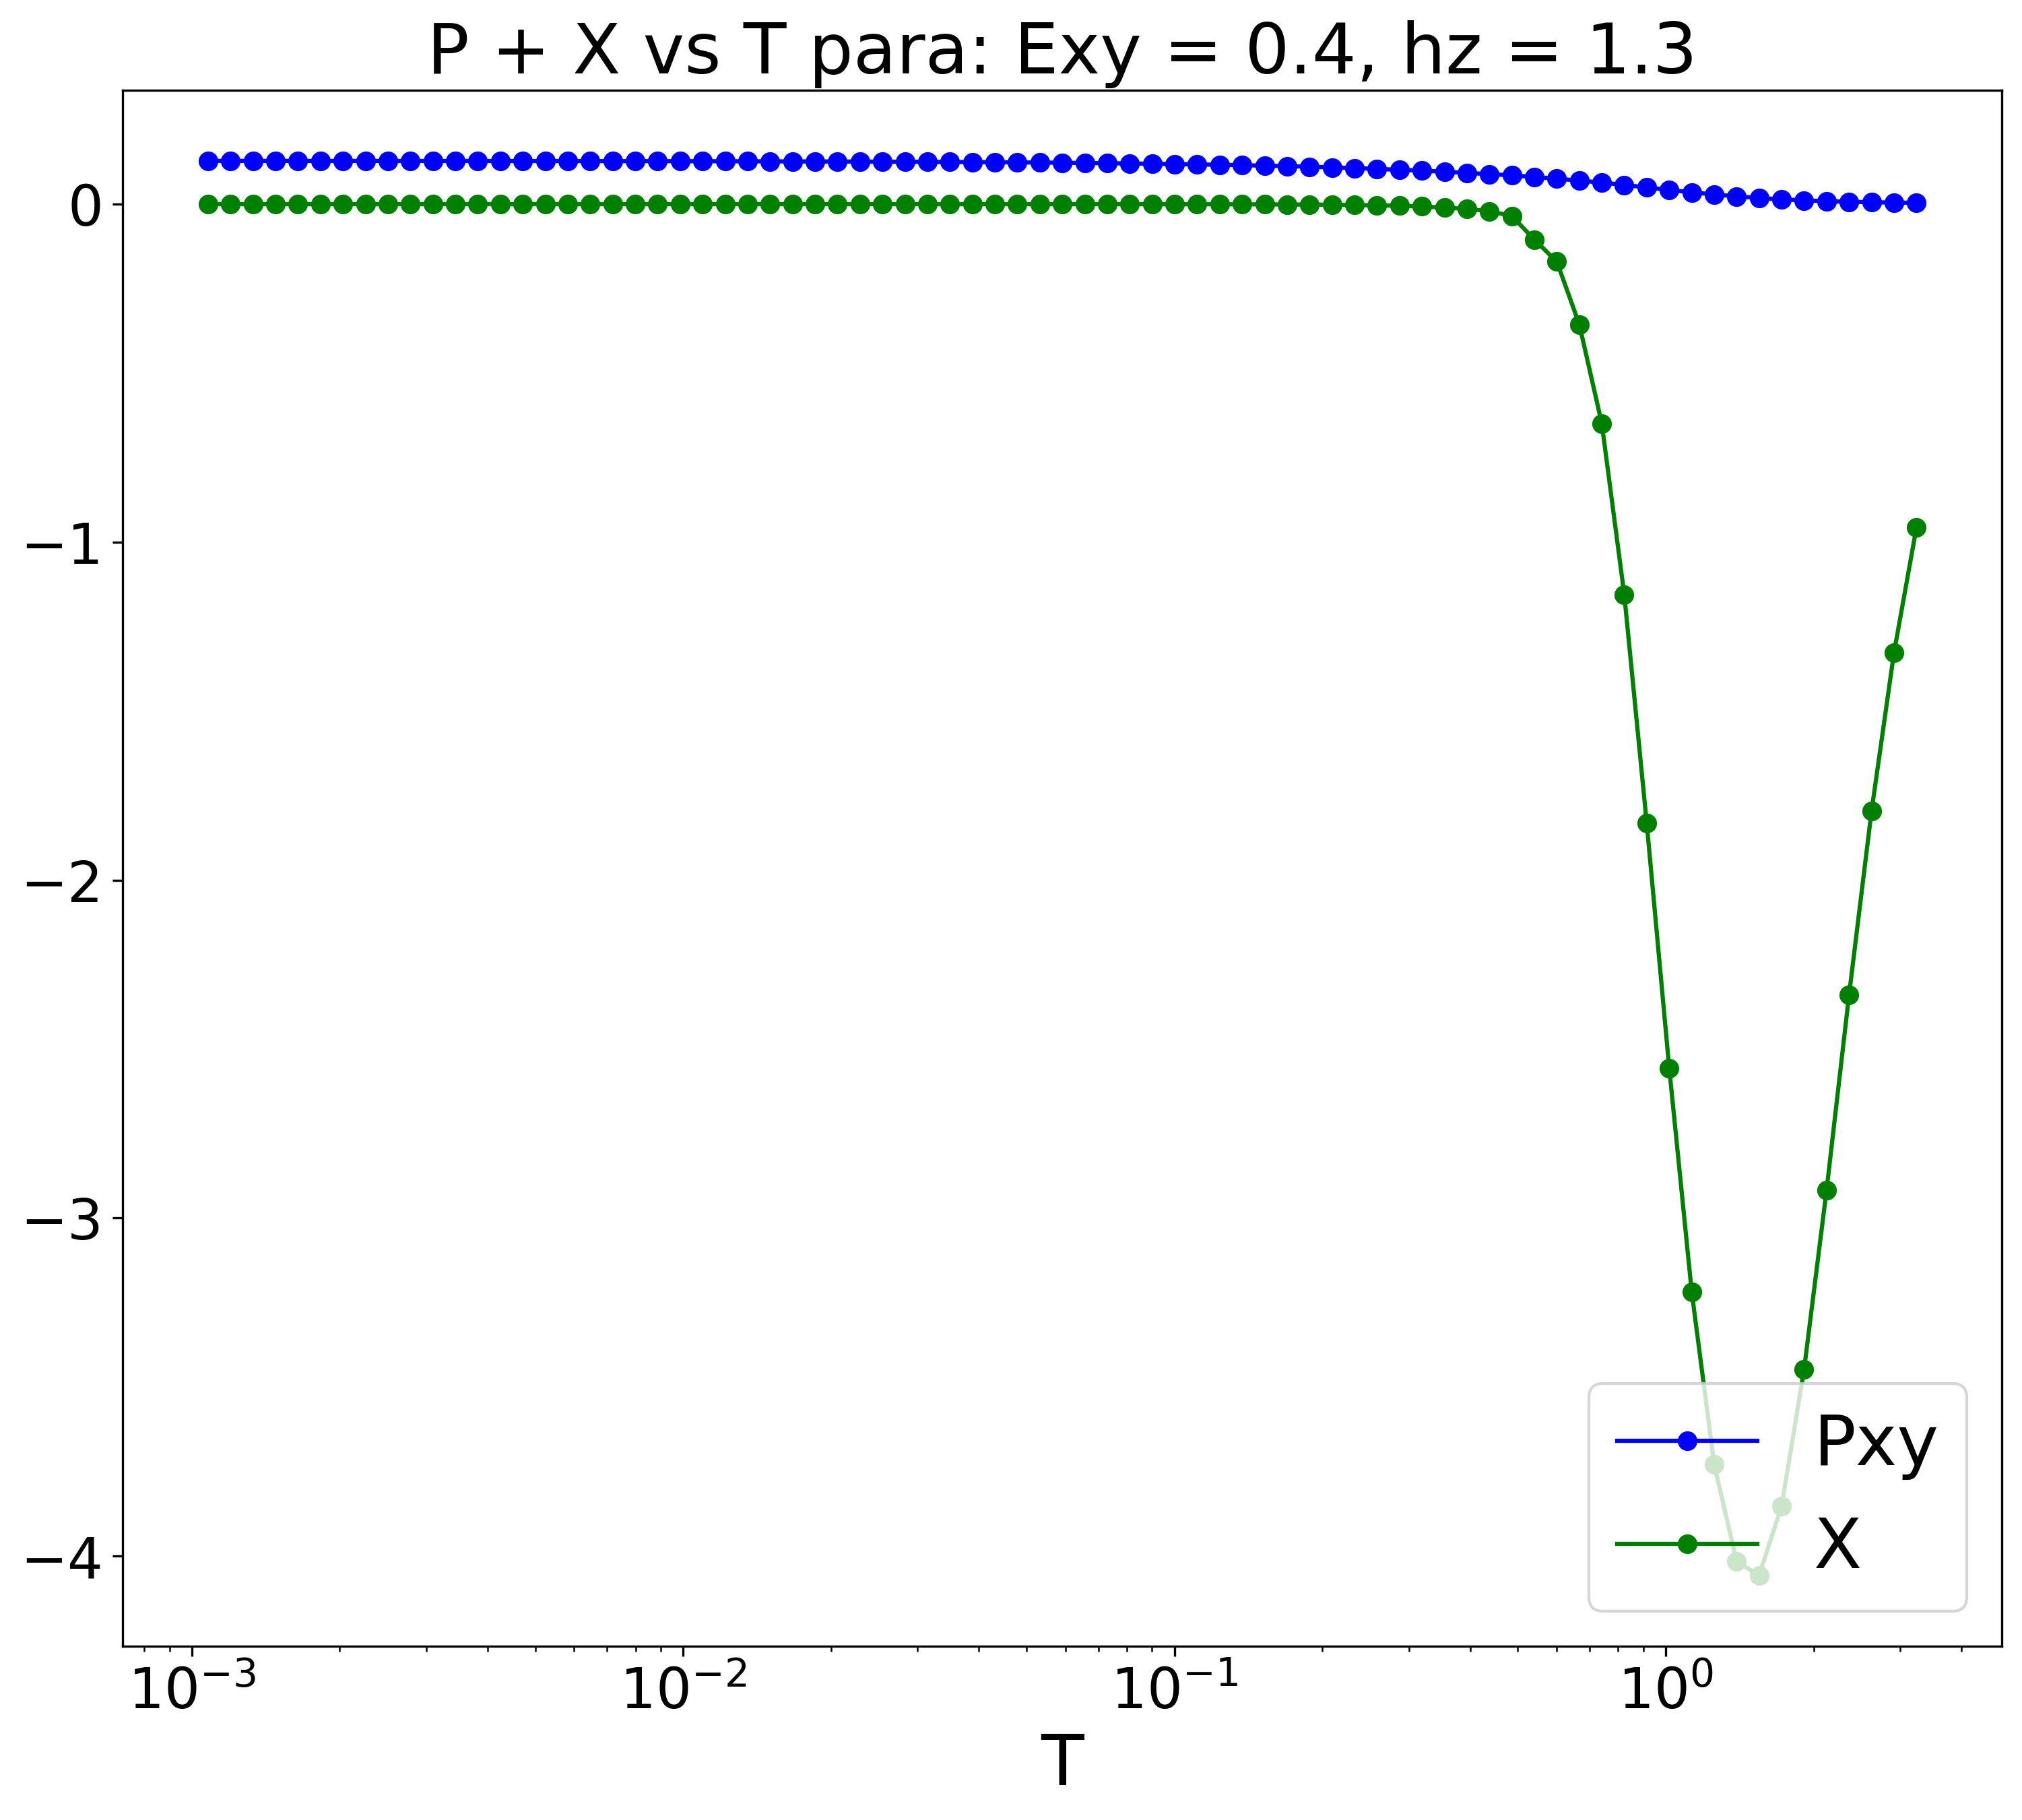 P + X vs T para: Exy = 0.4, hz = 1.3
0
−1
−2
−3
−4
Pxy
X
10⁻³ 10⁻² 10⁻¹ 10⁰
T